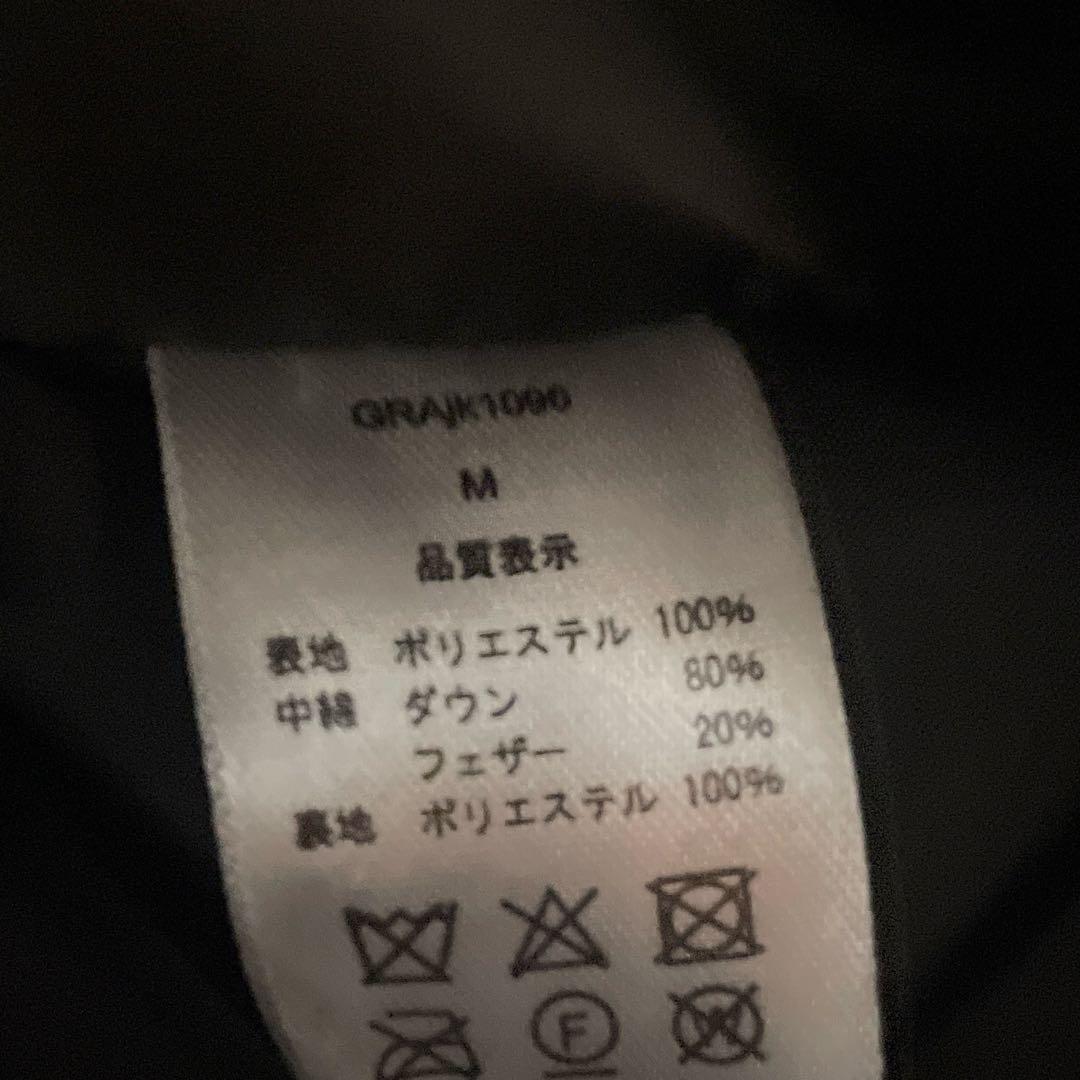 GRAJK1090
M
品質表示
表地 ポリエステル 100%
中綿 ダウン 80%
フェザー 20%
裏地 ポリエステル 100%
F
W